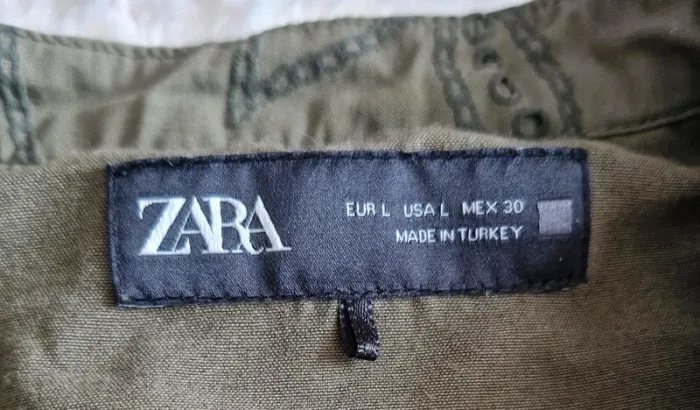 ZARA
EUR L USA L MEX 30
MADE IN TURKEY